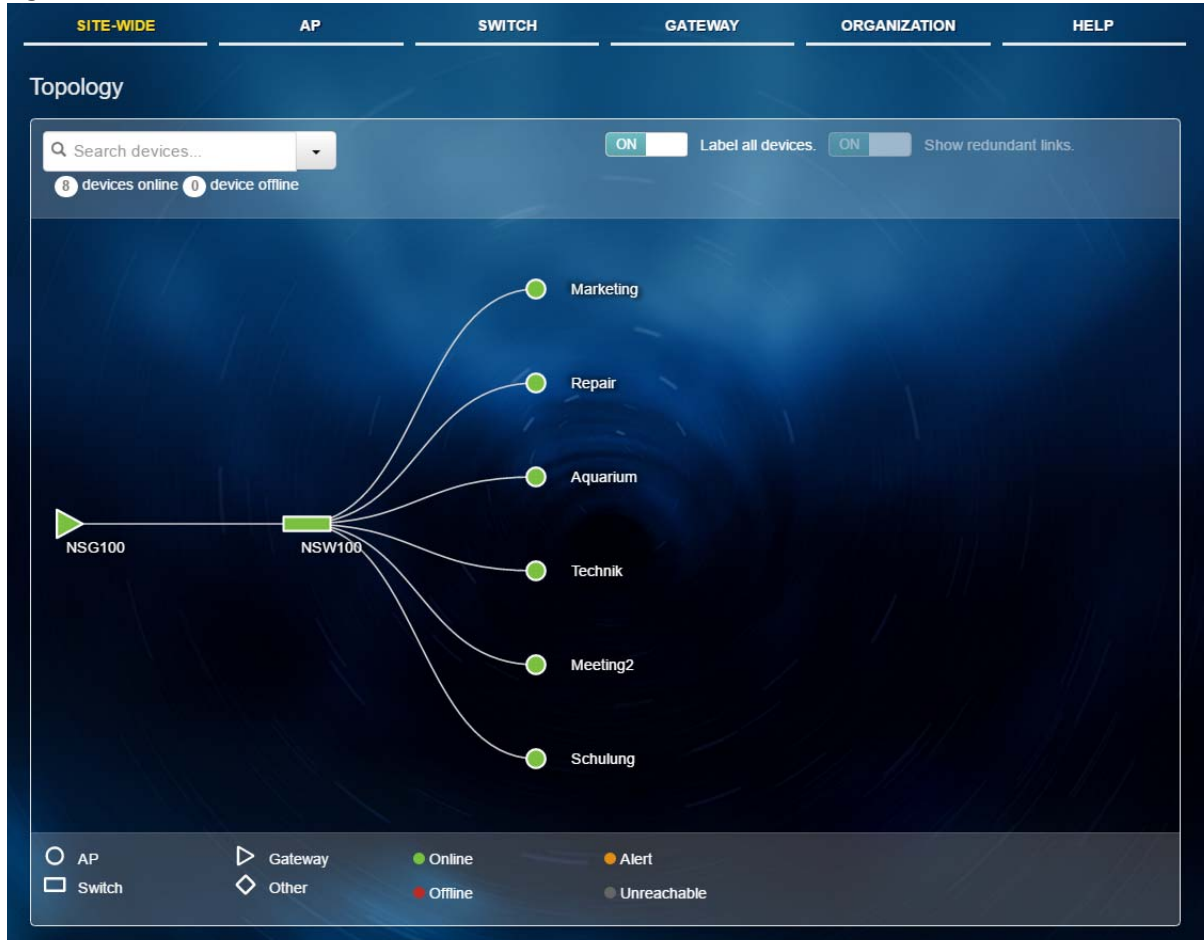 SITE-WIDE AP SWITCH GATEWAY ORGANIZATION HELP
Topology
Search devices... ON Label all devices. ON Show redundant links.
8 devices online 0 device offline
Marketing
Repair
Aquarium
NSG100 NSW100
Technik
Meeting2
Schulung
AP Gateway Online Alert
Switch Other Offline Unreachable